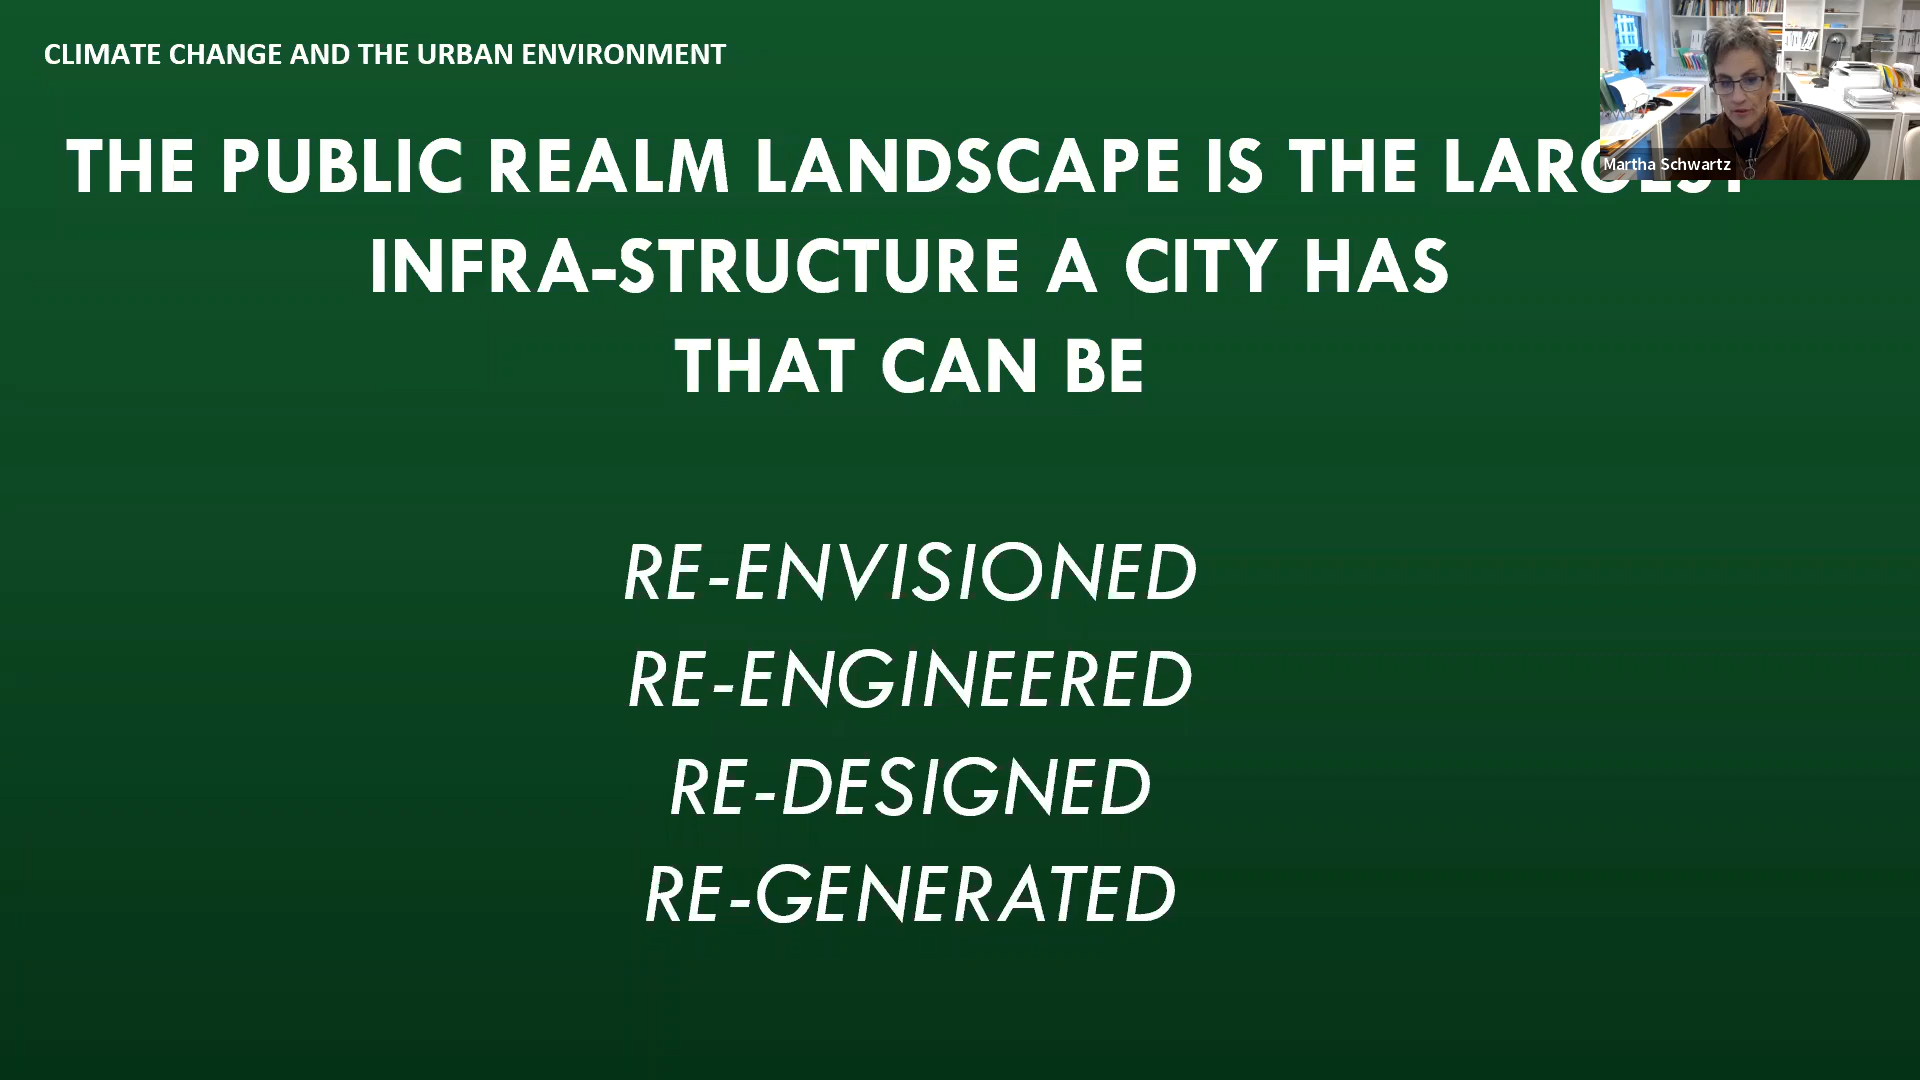 CLIMATE CHANGE AND THE URBAN ENVIRONMENT
THE PUBLIC REALM LANDSCAPE IS THE LARGEST
Martha Schwartz
INFRA-STRUCTURE A CITY HAS
THAT CAN BE
RE-ENVISIONED
RE-ENGINEERED
RE-DESIGNED
RE-GENERATED